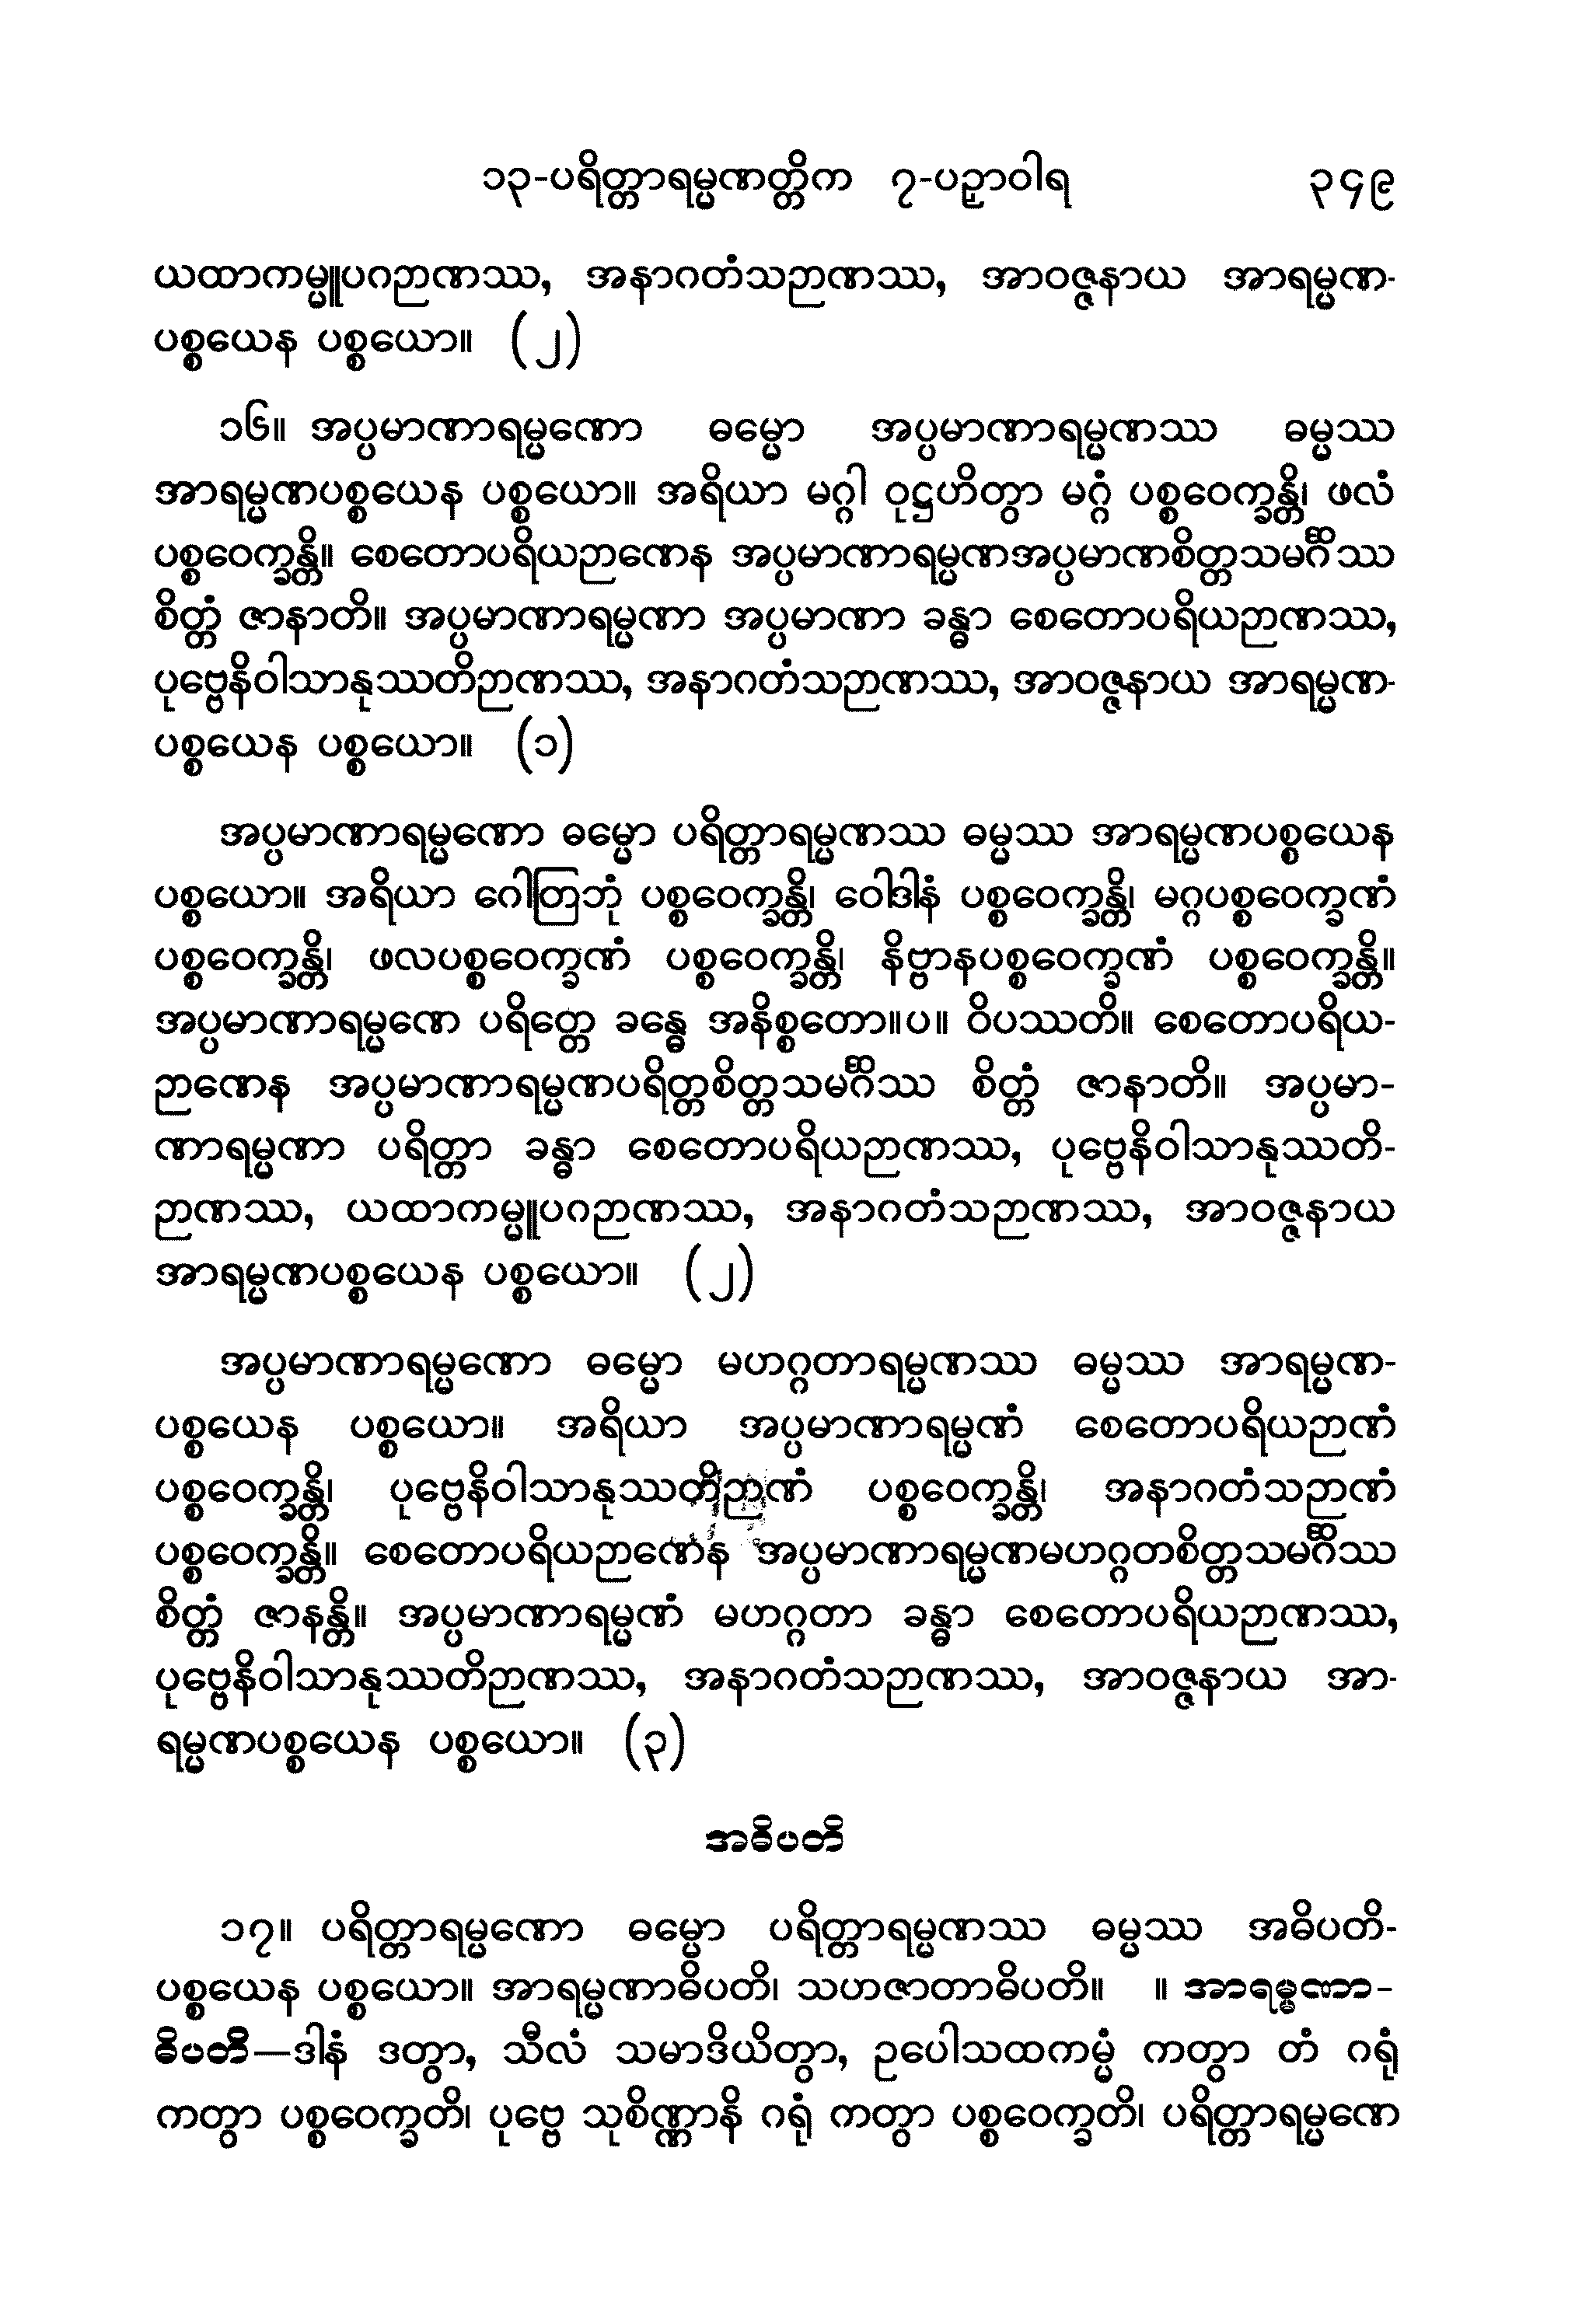 ၁၃-ပရိတ္တာရမ္မဏတ္တိက ၇-ပဉှာဝါရ ၃၄၉
ယထာကမ္မူပဂဉာဏဿ, အနာဂတံသဉာဏဿ, အာဝဇ္ဇနာယ အာရမ္မဏ-
ပစ္စယေန ပစ္စယော။ (၂)
၁၆။ အပ္ပမာဏာရမ္မဏော ဓမ္မော အပ္ပမာဏာရမ္မဏဿ ဓမ္မဿ
အာရမ္မဏပစ္စယေန ပစ္စယော။ အရိယာ မဂ္ဂါ ဝုဋ္ဌဟိတွာ မဂ္ဂံ ပစ္စဝေက္ခန္တိ၊ ဖလံ
ပစ္စဝေက္ခန္တိ။ စေတောပရိယဉာဏေန အပ္ပမာဏာရမ္မဏအပ္ပမာဏစိတ္တသမင်္ဂိဿ
စိတ္တံ ဇာနာတိ။ အပ္ပမာဏာရမ္မဏာ အပ္ပမာဏာ ခန္ဓာ စေတောပရိယဉာဏဿ,
ပုဗ္ဗေနိဝါသာနုဿတိဉာဏဿ, အနာဂတံသဉာဏဿ, အာဝဇ္ဇနာယ အာရမ္မဏ-
ပစ္စယေန ပစ္စယော။ (၁)
အပ္ပမာဏာရမ္မဏော ဓမ္မော ပရိတ္တာရမ္မဏဿ ဓမ္မဿ အာရမ္မဏပစ္စယေန
ပစ္စယော။ အရိယာ ဂေါတြဘုံ ပစ္စဝေက္ခန္တိ၊ ဝေါဒါနံ ပစ္စဝေက္ခန္တိ၊ မဂ္ဂပစ္စဝေက္ခဏံ
ပစ္စဝေက္ခန္တိ၊ ဖလပစ္စဝေက္ခဏံ ပစ္စဝေက္ခန္တိ၊ နိဗ္ဗာနပစ္စဝေက္ခဏံ ပစ္စဝေက္ခန္တိ။
အပ္ပမာဏာရမ္မဏေ ပရိတ္တေ ခန္ဓေ အနိစ္စတော။ပ။ ဝိပဿတိ။ စေတောပရိယ-
ဉာဏေန အပ္ပမာဏာရမ္မဏပရိတ္တစိတ္တသမင်္ဂိဿ စိတ္တံ ဇာနာတိ။ အပ္ပမာ-
ဏာရမ္မဏာ ပရိတ္တာ ခန္ဓာ စေတောပရိယဉာဏဿ, ပုဗ္ဗေနိဝါသာနုဿတိ-
ဉာဏဿ, ယထာကမ္မူပဂဉာဏဿ, အနာဂတံသဉာဏဿ, အာဝဇ္ဇနာယ
အာရမ္မဏပစ္စယေန ပစ္စယော။ (၂)
အပ္ပမာဏာရမ္မဏော ဓမ္မော မဟဂ္ဂတာရမ္မဏဿ ဓမ္မဿ အာရမ္မဏ-
ပစ္စယေန ပစ္စယော။ အရိယာ အပ္ပမာဏာရမ္မဏံ စေတောပရိယဉာဏံ
ပစ္စဝေက္ခန္တိ၊ ပုဗ္ဗေနိဝါသာနုဿတိဉာဏံ ပစ္စဝေက္ခန္တိ၊ အနာဂတံသဉာဏံ
ပစ္စဝေက္ခန္တိ။ စေတောပရိယဉာဏေန အပ္ပမာဏာရမ္မဏမဟဂ္ဂတစိတ္တသမင်္ဂိဿ
စိတ္တံ ဇာနန္တိ။ အပ္ပမာဏာရမ္မဏံ မဟဂ္ဂတာ ခန္ဓာ စေတောပရိယဉာဏဿ,
ပုဗ္ဗေနိဝါသာနုဿတိဉာဏဿ, အနာဂတံသဉာဏဿ, အာဝဇ္ဇနာယ အာ-
ရမ္မဏပစ္စယေန ပစ္စယော။ (၃)
အဓိပတိ
၁၇။ ပရိတ္တာရမ္မဏော ဓမ္မော ပရိတ္တာရမ္မဏဿ ဓမ္မဿ အဓိပတိ-
ပစ္စယေန ပစ္စယော။ အာရမ္မဏာဓိပတိ၊ သဟဇာတာဓိပတိ။ ။ အာရမ္မဏာ-
ဓိပတိ—ဒါနံ ဒတွာ, သီလံ သမာဒိယိတွာ, ဥပေါသထကမ္မံ ကတွာ တံ ဂရုံ
ကတွာ ပစ္စဝေက္ခတိ၊ ပုဗ္ဗေ သုစိဏ္ဏာနိ ဂရုံ ကတွာ ပစ္စဝေက္ခတိ၊ ပရိတ္တာရမ္မဏေ